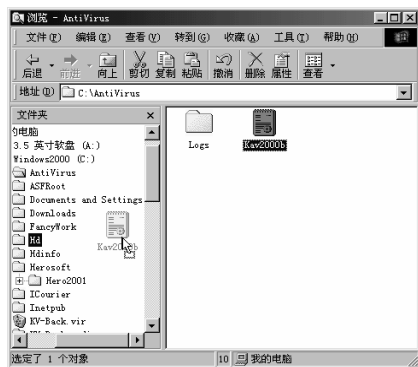 浏览 - AntiVirus
文件(F) 编辑(E) 查看(V) 转到(G) 收藏(A) 工具(T) 帮助(H)
后退 前进 向上 剪切 复制 粘贴 撤消 删除 属性 查看
地址(D) C:\AntiVirus
文件夹
的电脑
3.5 英寸软盘 (A:)
Windows2000 (C:)
AntiVirus
ASFRoot
Documents and Settings
Downloads
FancyWork
Hd
Hdinfo
Herosoft
Hero2001
ICourier
Inetpub
KV-Back.vir
Logs
Kav2000b
选定了 1 个对象
10 我的电脑